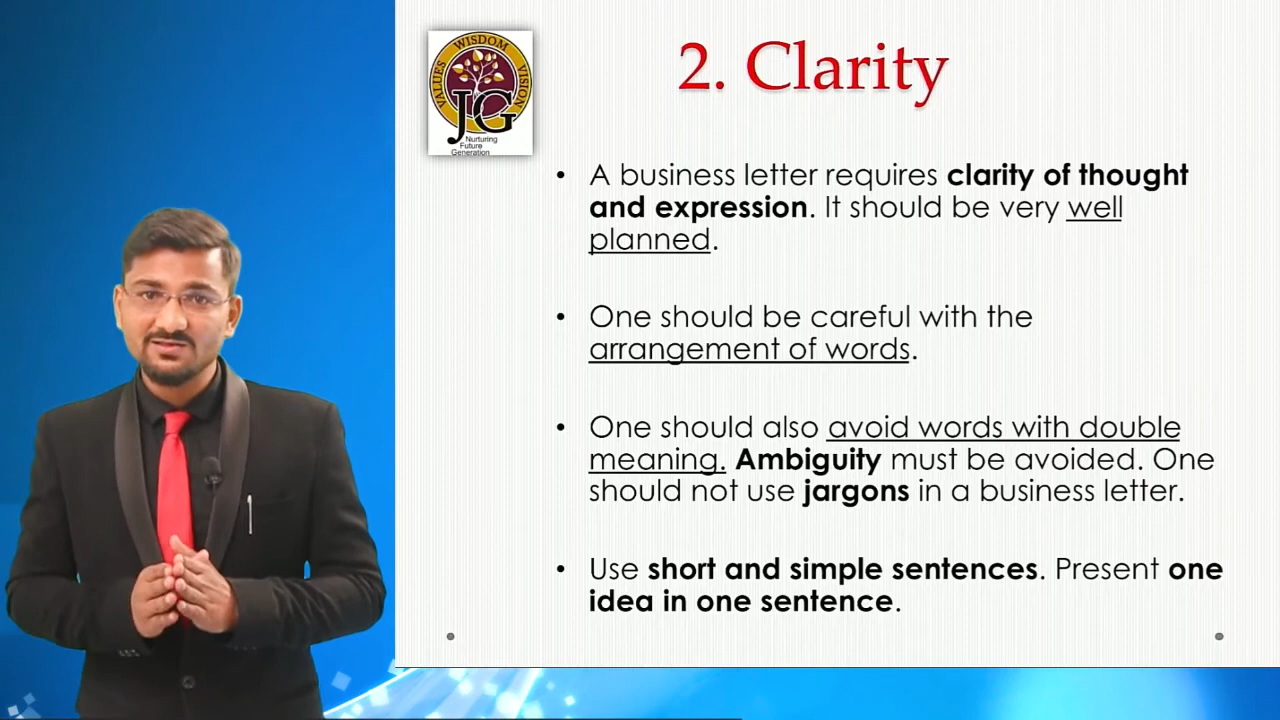 VALUES WISDOM VISION
JG
Nurturing
Future
Generation
2. Clarity
• A business letter requires clarity of thought
and expression. It should be very well
planned.
• One should be careful with the
arrangement of words.
• One should also avoid words with double
meaning. Ambiguity must be avoided. One
should not use jargons in a business letter.
• Use short and simple sentences. Present one
idea in one sentence.